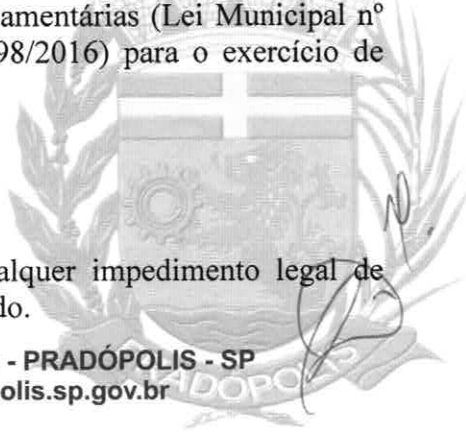 amentárias (Lei Municipal nº
98/2016) para o exercício de
alquer impedimento legal de
do.
- PRADÓPOLIS - SP
olis.sp.gov.br
RADOPOLIS